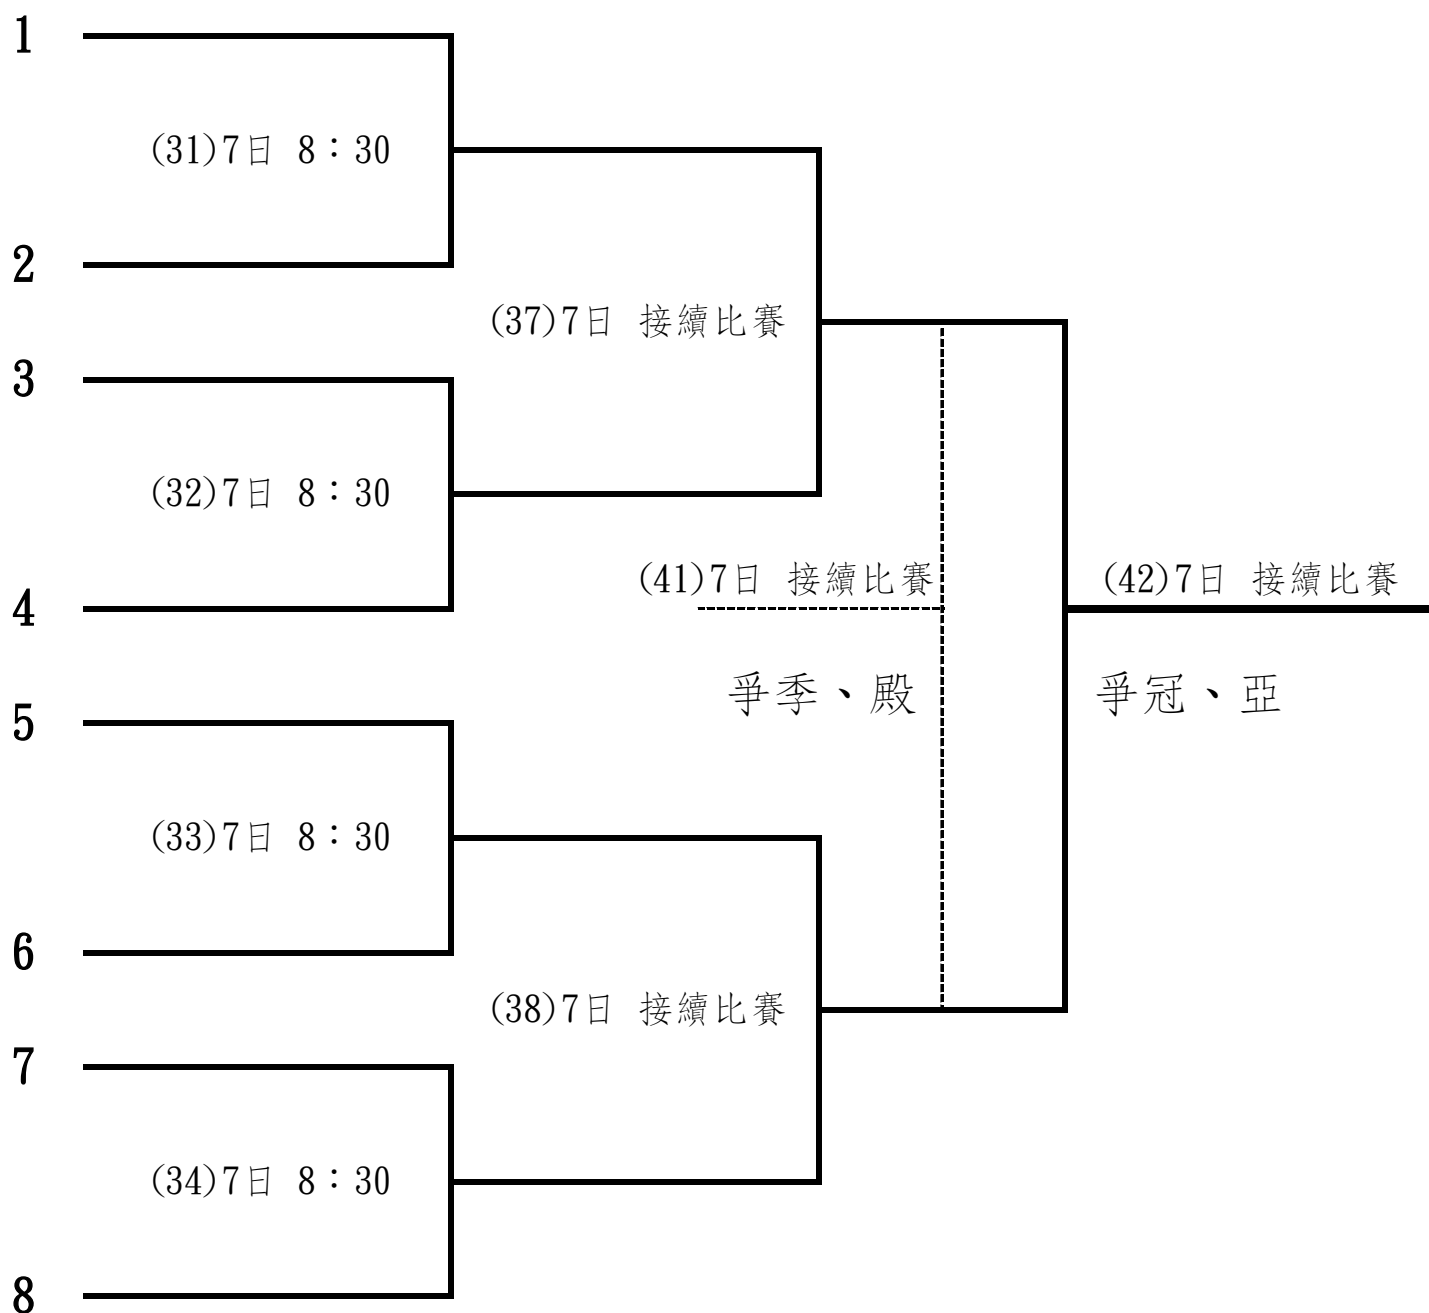 1
(31)7日 8：30
2
(37)7日 接續比賽
3
(32)7日 8：30
(41)7日 接續比賽
(42)7日 接續比賽
4
爭季、殿
爭冠、亞
5
(33)7日 8：30
6
(38)7日 接續比賽
7
(34)7日 8：30
8